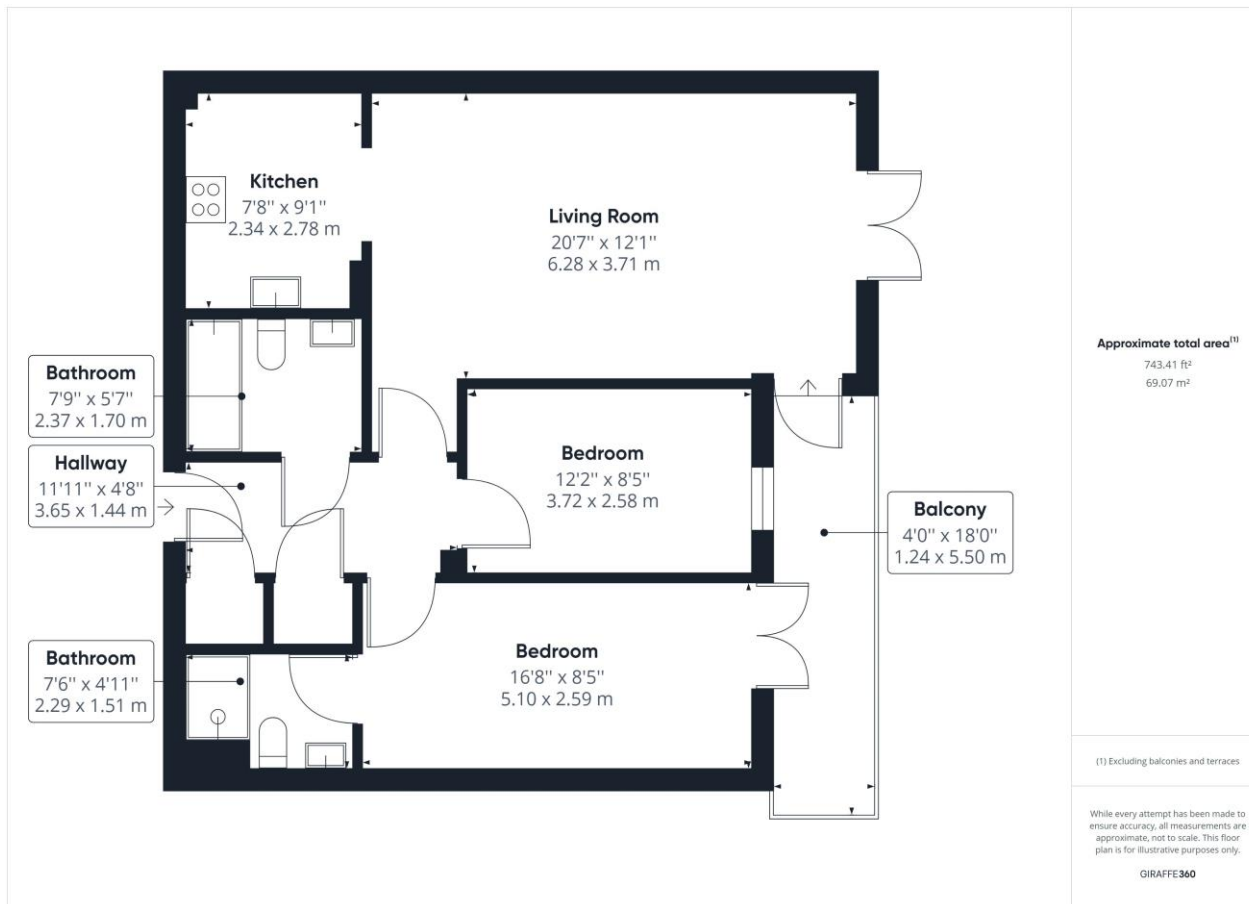 Kitchen
7'8'' x 9'1''
2.34 x 2.78 m
Living Room
20'7'' x 12'1''
6.28 x 3.71 m
Bathroom
7'9'' x 5'7''
2.37 x 1.70 m
Hallway
11'11'' x 4'8''
3.65 x 1.44 m
Bedroom
12'2'' x 8'5''
3.72 x 2.58 m
Balcony
4'0'' x 18'0''
1.24 x 5.50 m
Bathroom
7'6'' x 4'11''
2.29 x 1.51 m
Bedroom
16'8'' x 8'5''
5.10 x 2.59 m
Approximate total area(1)
743.41 ft²
69.07 m²
(1) Excluding balconies and terraces
While every attempt has been made to
ensure accuracy, all measurements are
approximate, not to scale. This floor
plan is for illustrative purposes only.
GIRAFFE360